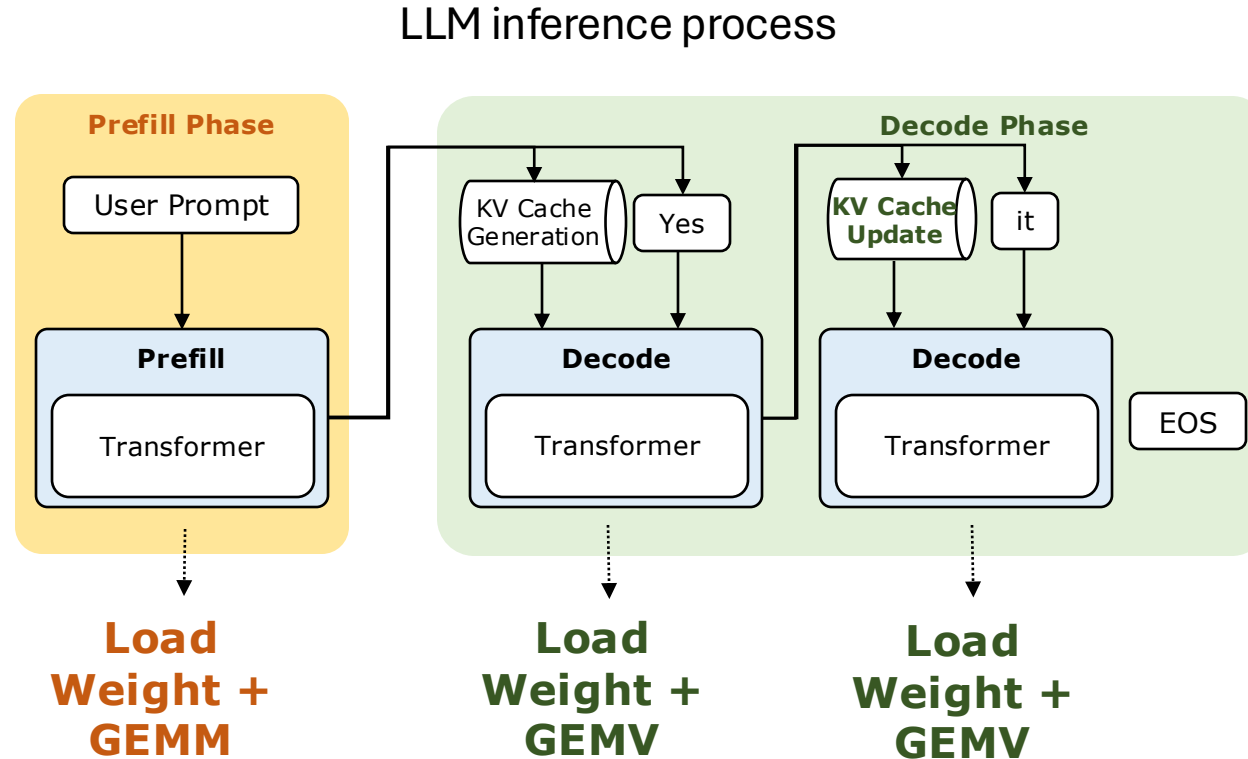 LLM inference process
Prefill Phase
User Prompt
Prefill
Transformer
Load
Weight +
GEMM
Decode Phase
KV Cache
Generation
Yes
Decode
Transformer
Load
Weight +
GEMV
KV Cache
Update
it
Decode
Transformer
EOS
Load
Weight +
GEMV